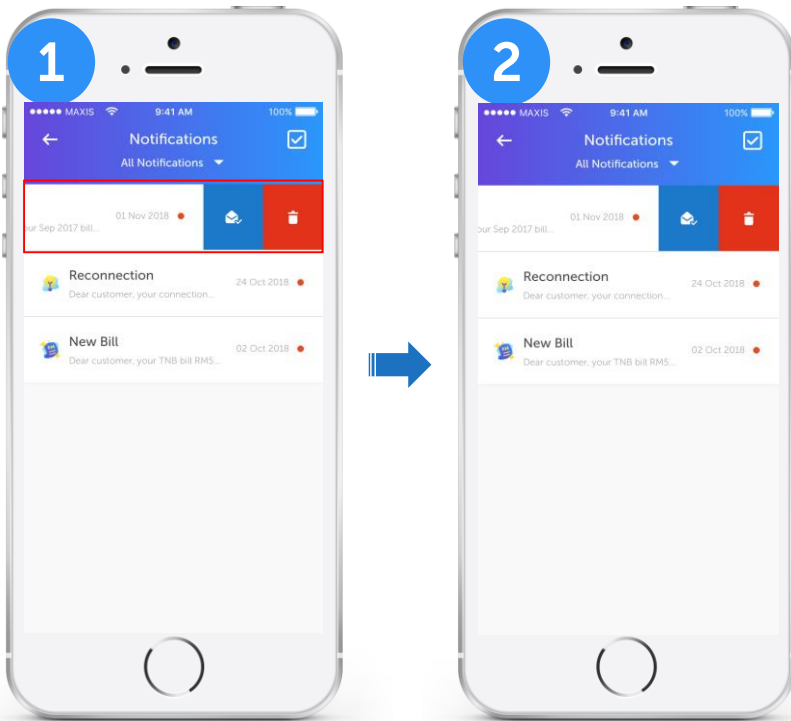 1
MAXIS 9:41 AM 100%
Notifications
All Notifications
01 Nov 2018
ur Sep 2017 bill...
Reconnection
24 Oct 2018
Dear customer, your connection...
New Bill
02 Oct 2018
Dear customer, your TNB bill RM5...
2
MAXIS 9:41 AM 100%
Notifications
All Notifications
01 Nov 2018
our Sep 2017 bill...
Reconnection
24 Oct 2018
Dear customer, your connection...
New Bill
02 Oct 2018
Dear customer, your TNB bill RM5...